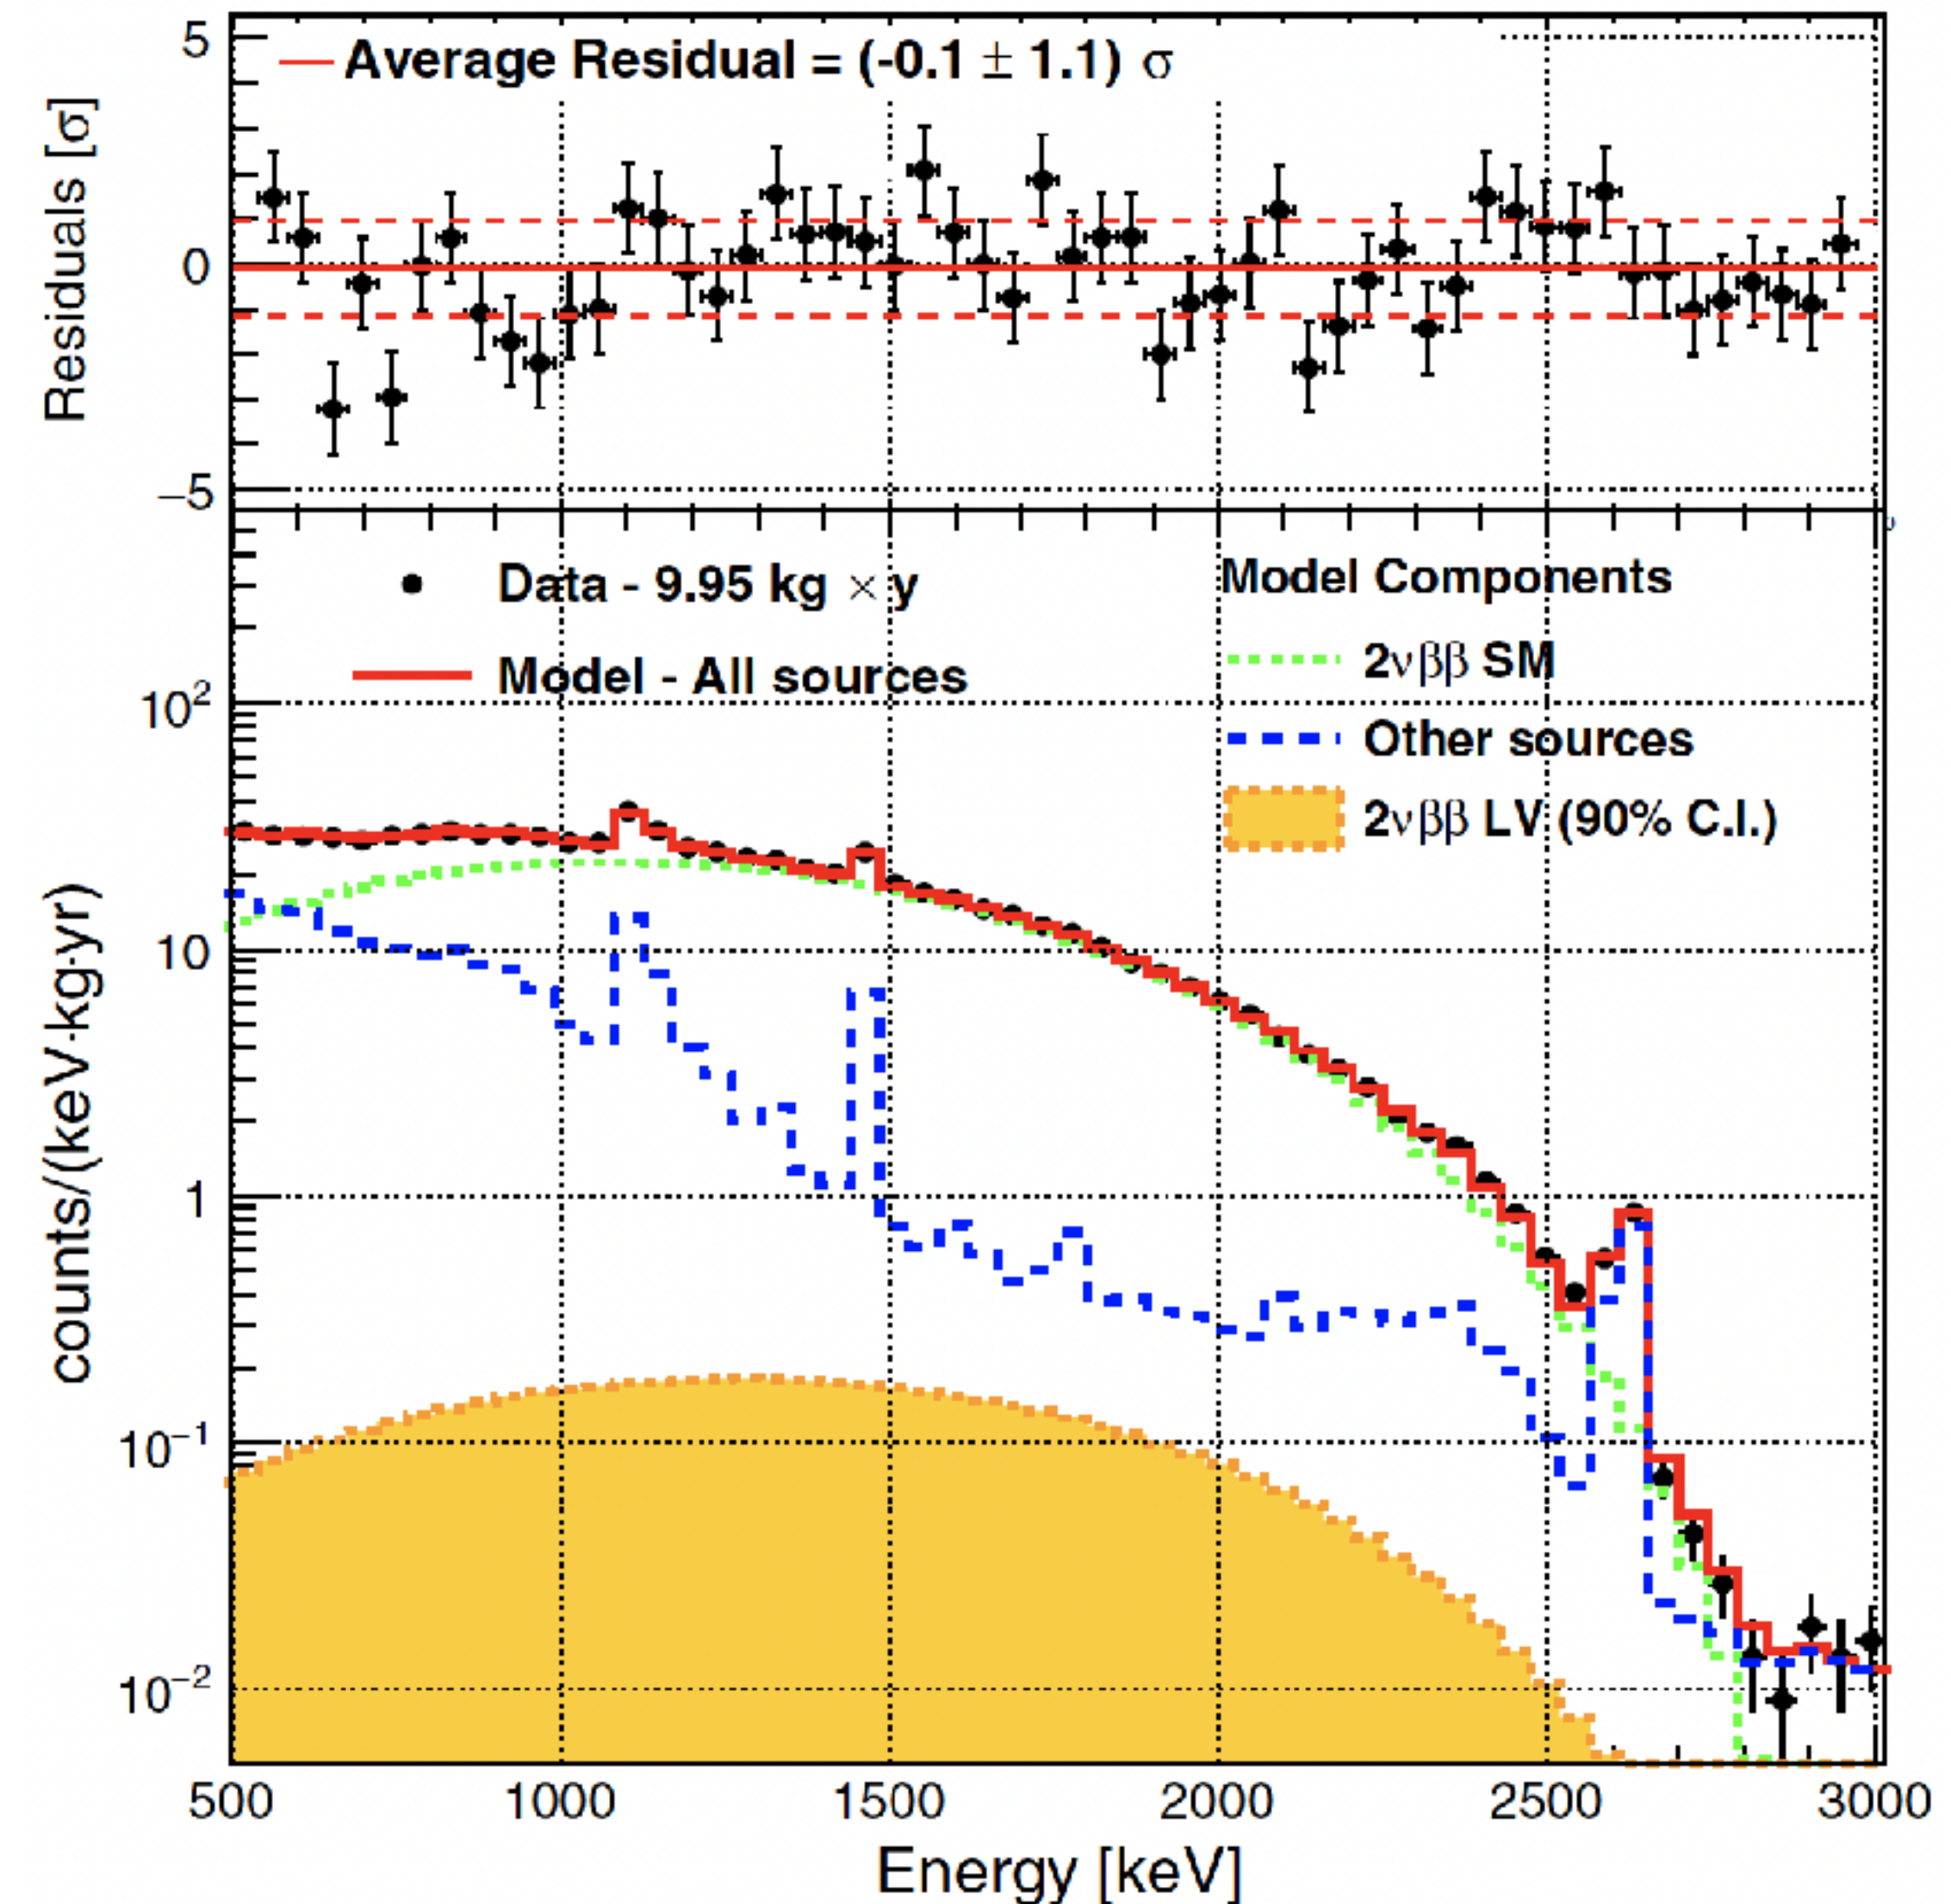 5
Average Residual = (-0.1 ± 1.1) σ
Residuals [σ]
0
−5
Data - 9.95 kg × y
Model - All sources
Model Components
2νββ SM
Other sources
2νββ LV (90% C.I.)
10²
10
1
10⁻¹
10⁻²
counts/(keV·kg·yr)
500 1000 1500 2000 2500 3000
Energy [keV]